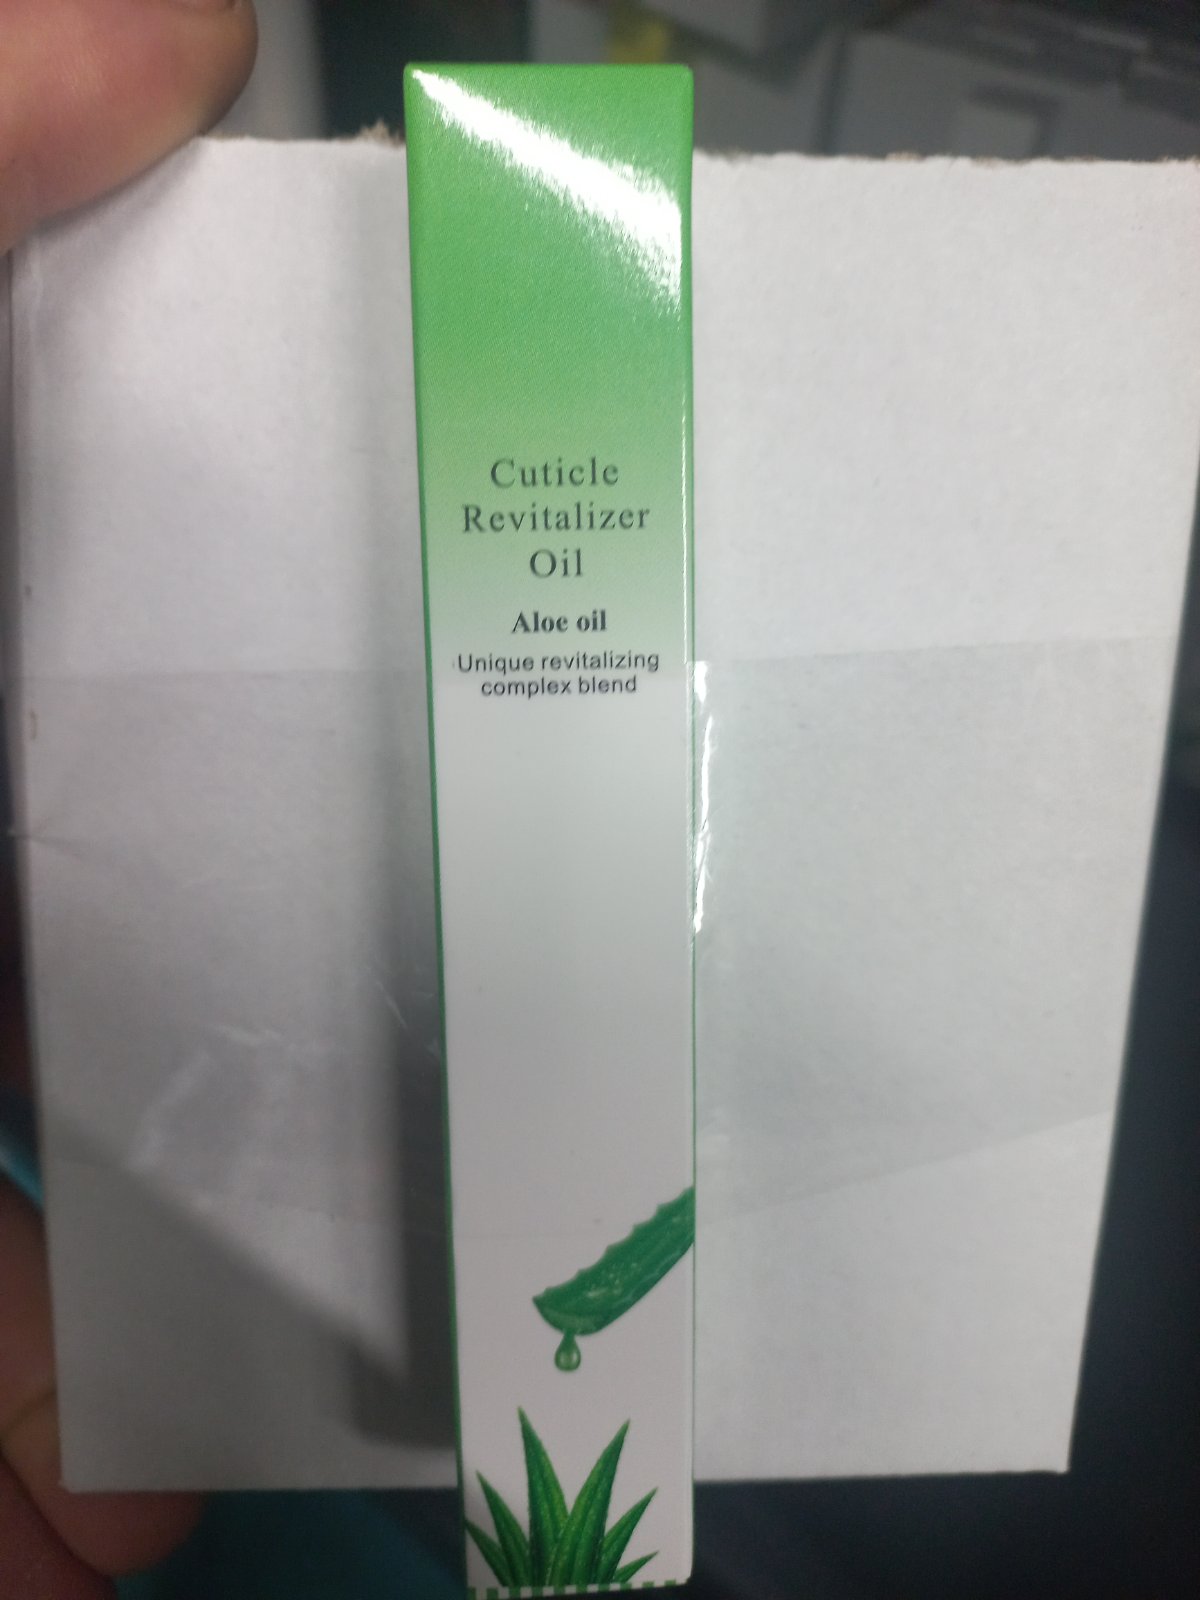 Cuticle
Revitalizer
Oil
Aloe oil
Unique revitalizing
complex blend